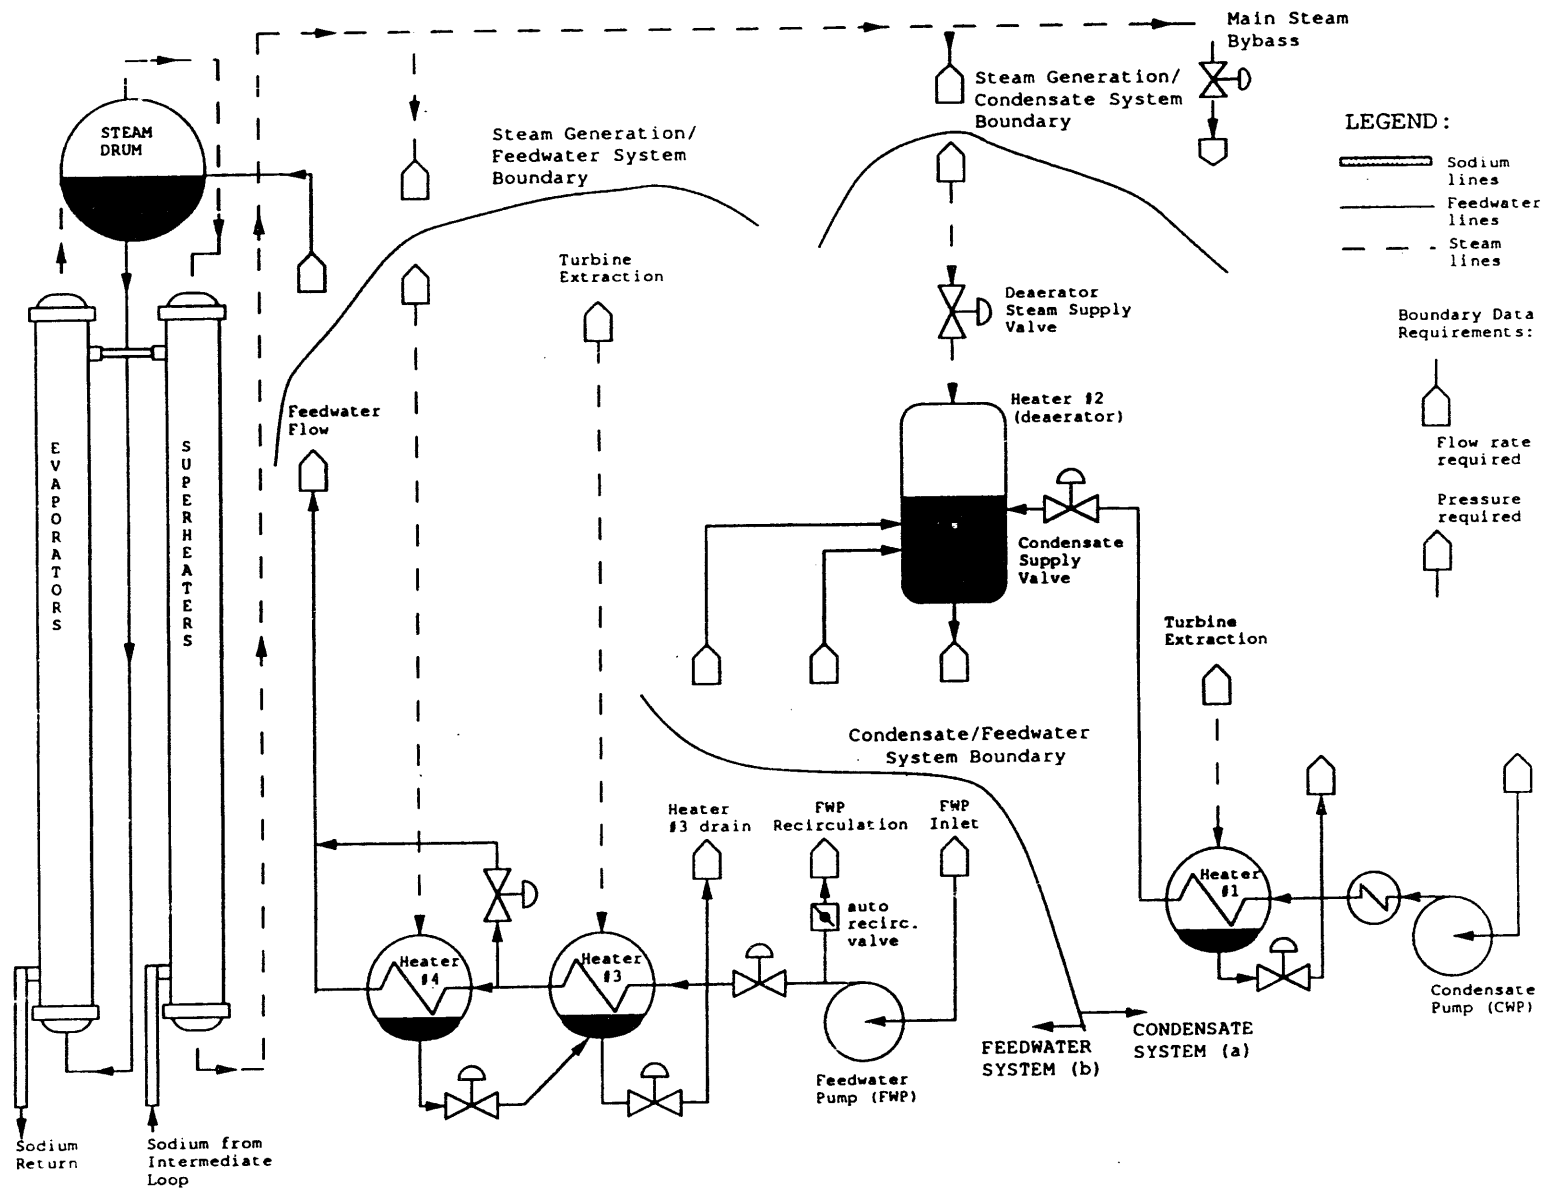 Main Steam
Bybass
STEAM
DRUM
Steam Generation/
Feedwater System
Boundary
Steam Generation/
Condensate System
Boundary
LEGEND:
Sodium
lines
Feedwater
lines
Steam
lines
Turbine
Extraction
Deaerator
Steam Supply
Valve
Boundary Data
Requirements:
Flow rate
required
Pressure
required
Feedwater
Flow
EVAPORATORS
SUPERHEATERS
Heater #2
(deaerator)
Condensate
Supply
Valve
Turbine
Extraction
Condensate/Feedwater
System Boundary
Heater
#3 drain
FWP
Recirculation
FWP
Inlet
auto
recirc.
valve
Heater
#4
Heater
#3
Heater
#1
Condensate
Pump (CWP)
Feedwater
Pump (FWP)
FEEDWATER
SYSTEM (b)
CONDENSATE
SYSTEM (a)
Sodium
Return
Sodium from
Intermediate
Loop